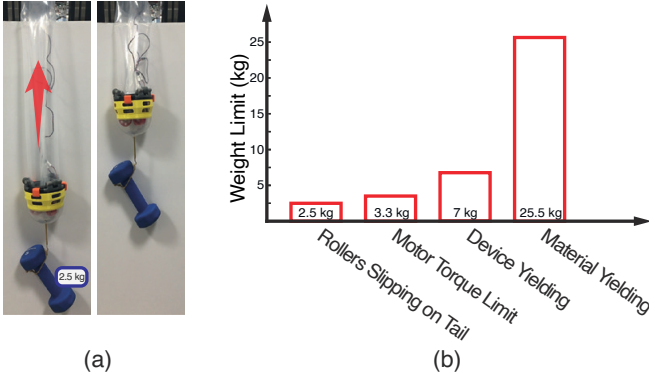 2.5 kg
(a)
(b)
Weight Limit (kg)
25
20
15
10
5
2.5 kg
3.3 kg
7 kg
25.5 kg
Rollers Slipping on Tail
Motor Torque Limit
Device Yielding
Material Yielding